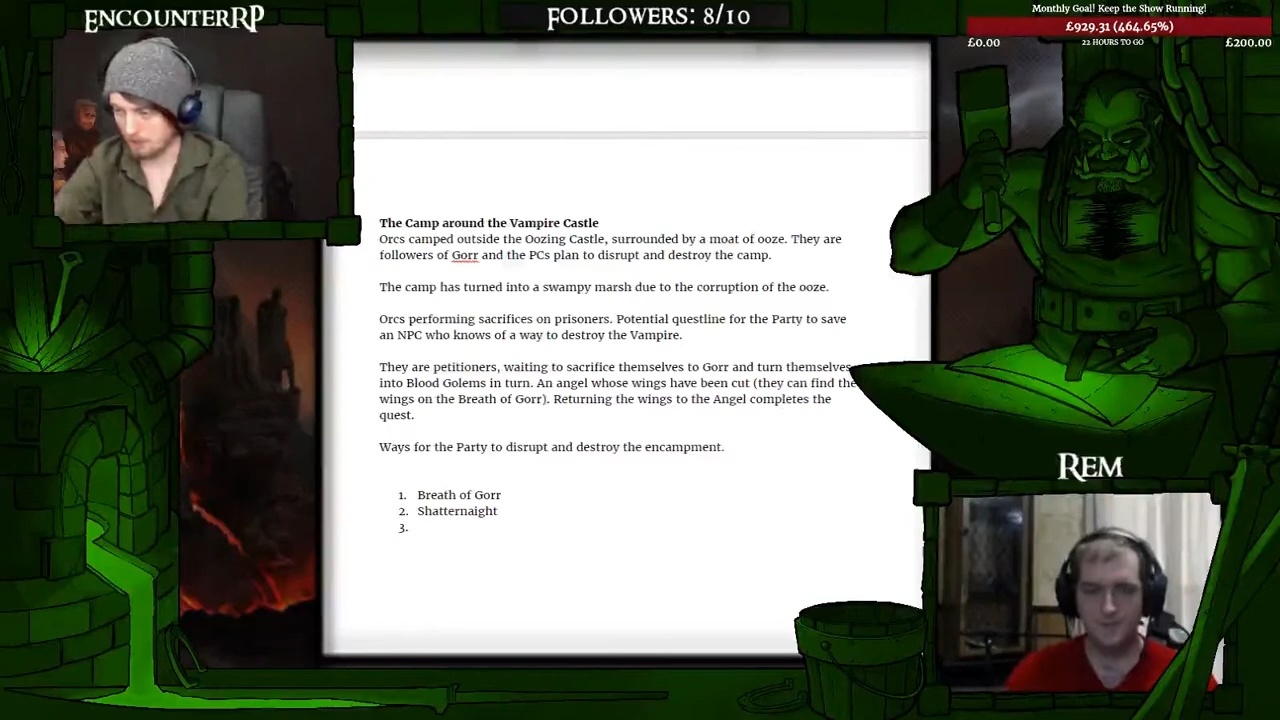 ENCOUNTERRP
FOLLOWERS: 8/10
Monthly Goal! Keep the Show Running!
£929.31 (464.65%)
£0.00
22 HOURS TO GO
£200.00
The Camp around the Vampire Castle
Orcs camped outside the Oozing Castle, surrounded by a moat of ooze. They are
followers of Gorr and the PCs plan to disrupt and destroy the camp.
The camp has turned into a swampy marsh due to the corruption of the ooze.
Orcs performing sacrifices on prisoners. Potential questline for the Party to save
an NPC who knows of a way to destroy the Vampire.
They are petitioners, waiting to sacrifice themselves to Gorr and turn themselves
into Blood Golems in turn. An angel whose wings have been cut (they can find the
wings on the Breath of Gorr). Returning the wings to the Angel completes the
quest.
Ways for the Party to disrupt and destroy the encampment.
1. Breath of Gorr
2. Shatternaight
3.
REM